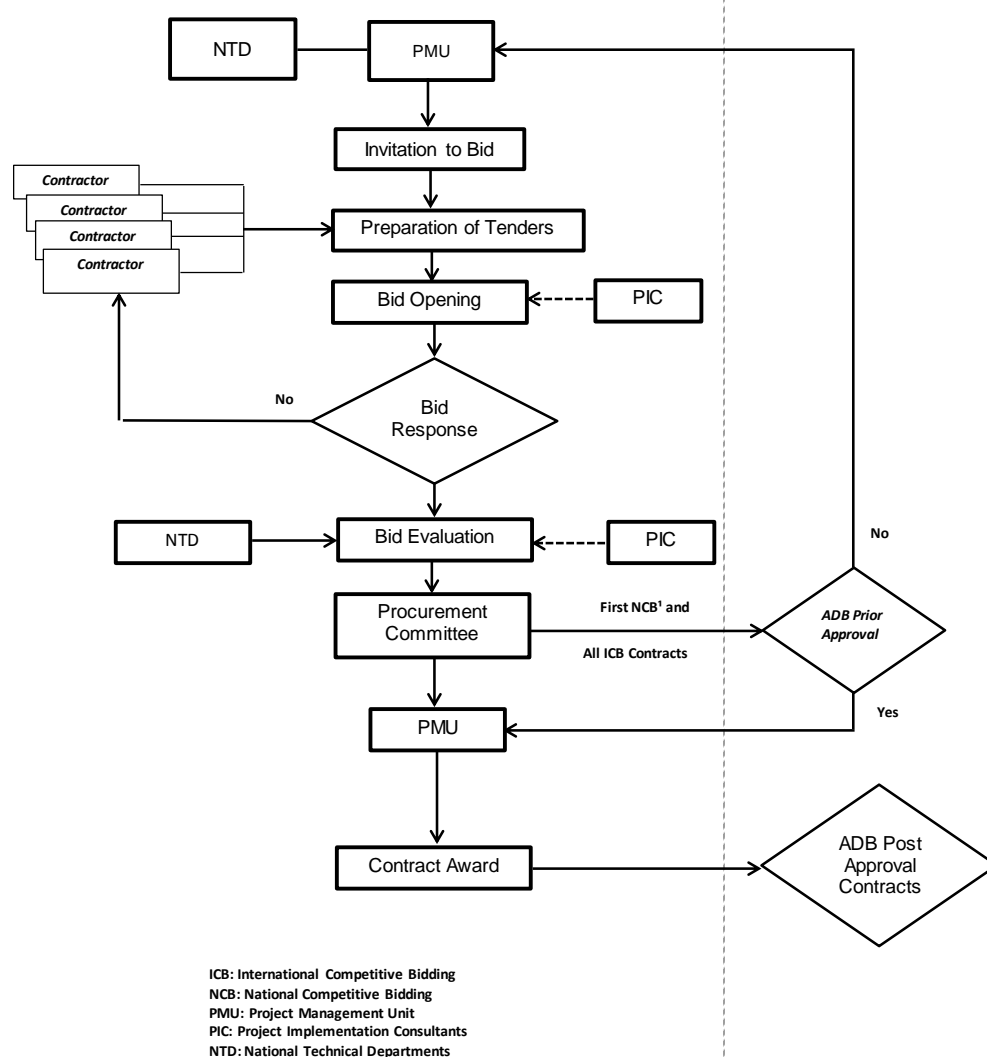 NTD
PMU
Invitation to Bid
Contractor
Contractor
Contractor
Contractor
Preparation of Tenders
Bid Opening
PIC
No
Bid
Response
NTD
Bid Evaluation
PIC
No
Procurement
Committee
First NCB¹ and
All ICB Contracts
ADB Prior
Approval
Yes
PMU
Contract Award
ADB Post
Approval
Contracts
ICB: International Competitive Bidding
NCB: National Competitive Bidding
PMU: Project Management Unit
PIC: Project Implementation Consultants
NTD: National Technical Departments